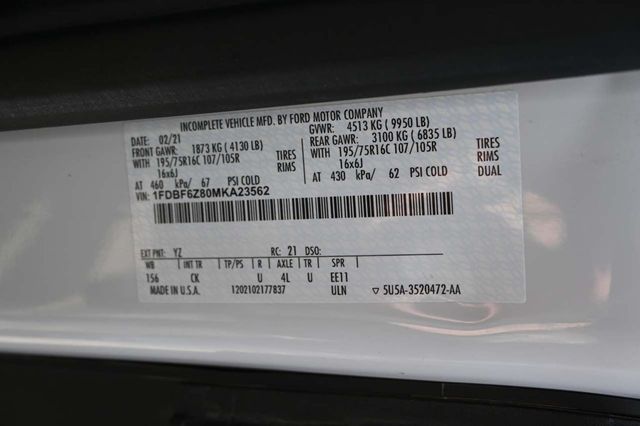 INCOMPLETE VEHICLE MFD. BY FORD MOTOR COMPANY
DATE: 02/21 GVWR: 4513 KG ( 9950 LB)
FRONT GAWR: 1873 KG ( 4130 LB) REAR GAWR: 3100 KG ( 6835 LB)
WITH 195/75R16C 107/105R TIRES WITH 195/75R16C 107/105R TIRES
16x6J RIMS 16x6J RIMS
AT 460 kPa/ 67 PSI COLD AT 430 kPa/ 62 PSI COLD DUAL
VIN: 1FDBF6Z80MKA23562
EXT PNT: YZ RC: 21 DSO:
WB INT TR TP/PS R AXLE TR SPR
156 CK U 4L U EE11
MADE IN U.S.A. 1202102177837 ULN ▽ 5U5A-3520472-AA